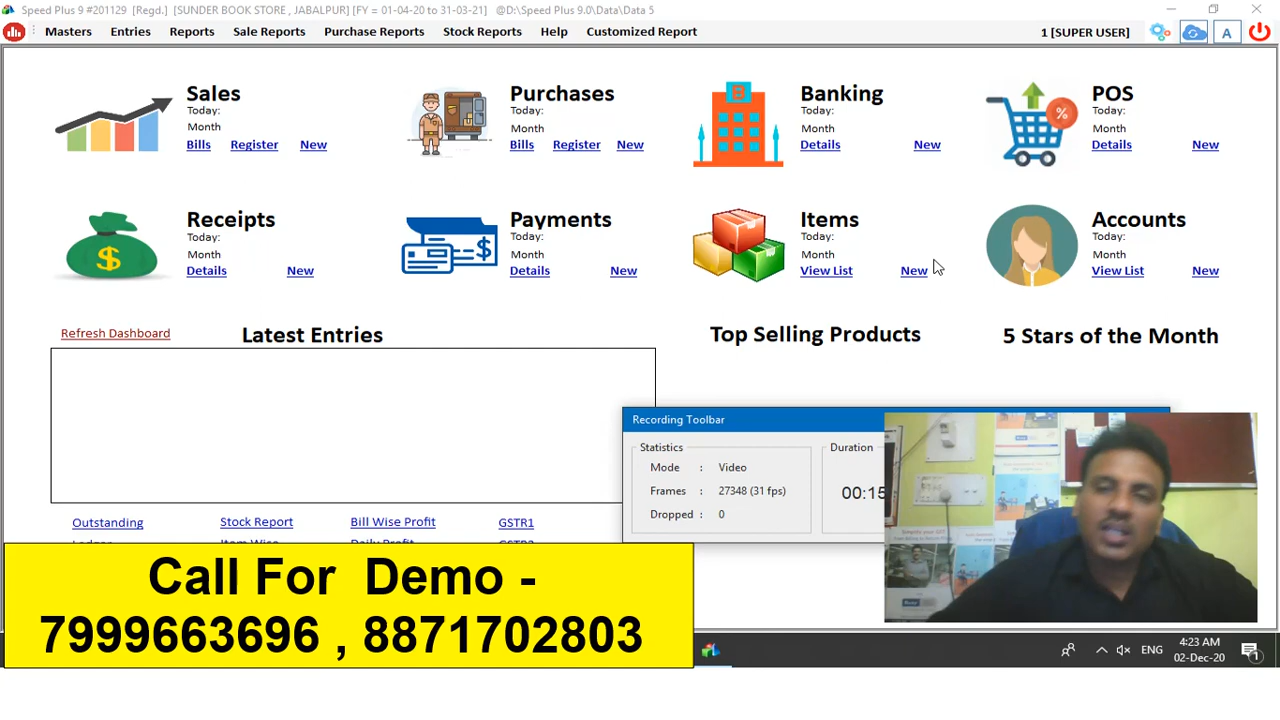 Speed Plus 9 #201129 [Regd.] [SUNDER BOOK STORE , JABALPUR] [FY = 01-04-20 to 31-03-21] @D:\Speed Plus 9.0\Data\Data 5
Masters Entries Reports Sale Reports Purchase Reports Stock Reports Help Customized Report 1 [SUPER USER] A
Sales
Today:
Month
Bills Register New
Purchases
Today:
Month
Bills Register New
Banking
Today:
Month
Details New
POS
Today:
Month
Details New
Receipts
Today:
Month
Details New
Payments
Today:
Month
Details New
Items
Today:
Month
View List New
Accounts
Today:
Month
View List New
Refresh Dashboard Latest Entries Top Selling Products 5 Stars of the Month
Recording Toolbar
Statistics Duration
Mode : Video
Frames : 27348 (31 fps) 00:15
Dropped : 0
Outstanding Stock Report Bill Wise Profit GSTR1
Call For Demo -
7999663696 , 8871702803
ENG
4:23 AM
02-Dec-20
1